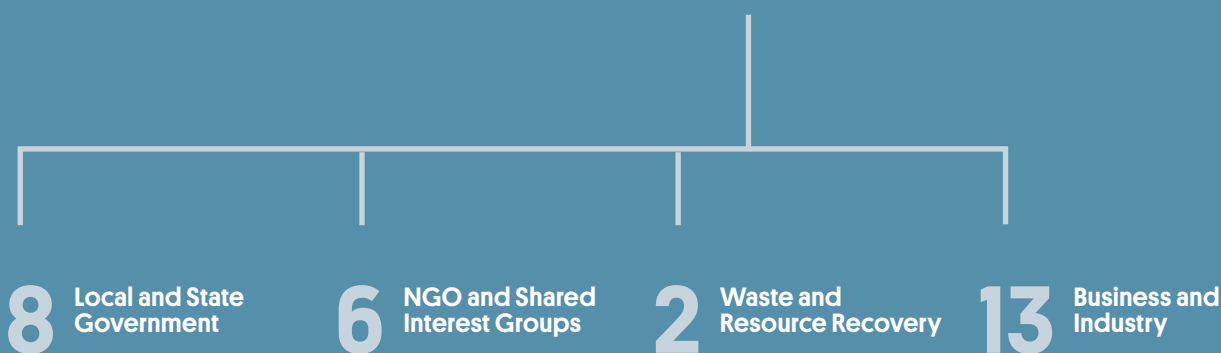 8
Local and State
Government
6
NGO and Shared
Interest Groups
2
Waste and
Resource Recovery
13
Business and
Industry